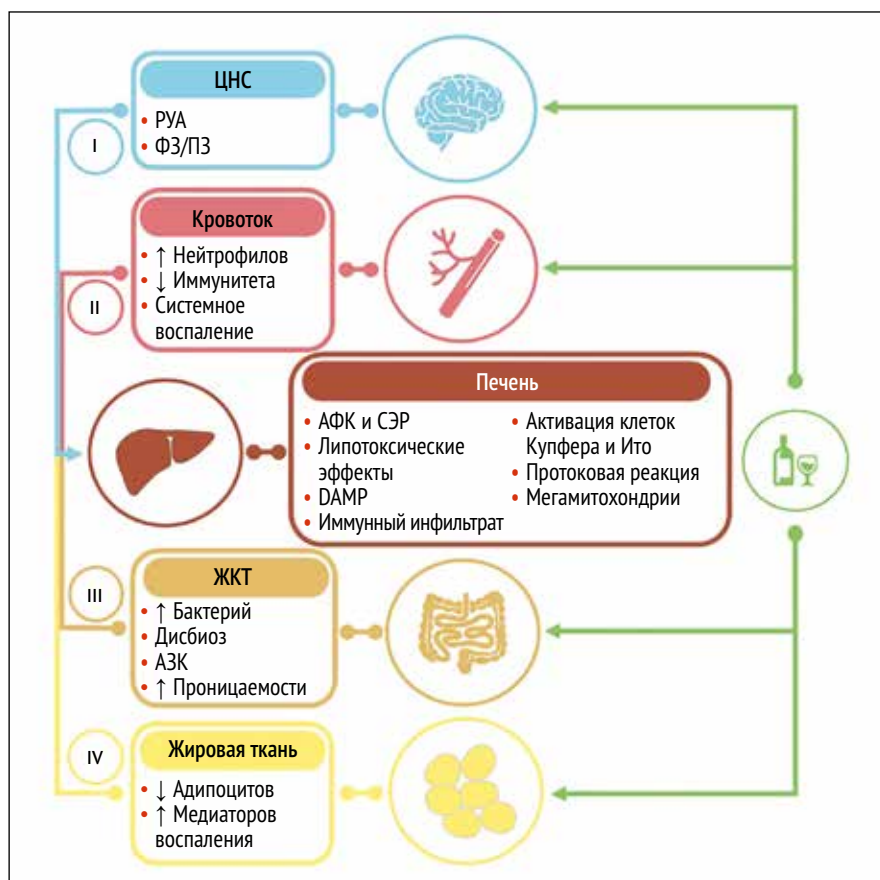 ЦНС
• РУА
• ФЗ/ПЗ
I
Кровоток
• ↑ Нейтрофилов
• ↓ Иммунитета
• Системное
воспаление
II
Печень
• АФК и СЭР
• Липотоксические
эффекты
• DAMP
• Иммунный инфильтрат
• Активация клеток
Купфера и Ито
• Протоковая реакция
• Мегамитохондрии
III
ЖКТ
• ↑ Бактерий
• Дисбиоз
• АЗК
• ↑ Проницаемости
IV
Жировая ткань
• ↓ Адипоцитов
• ↑ Медиаторов
воспаления